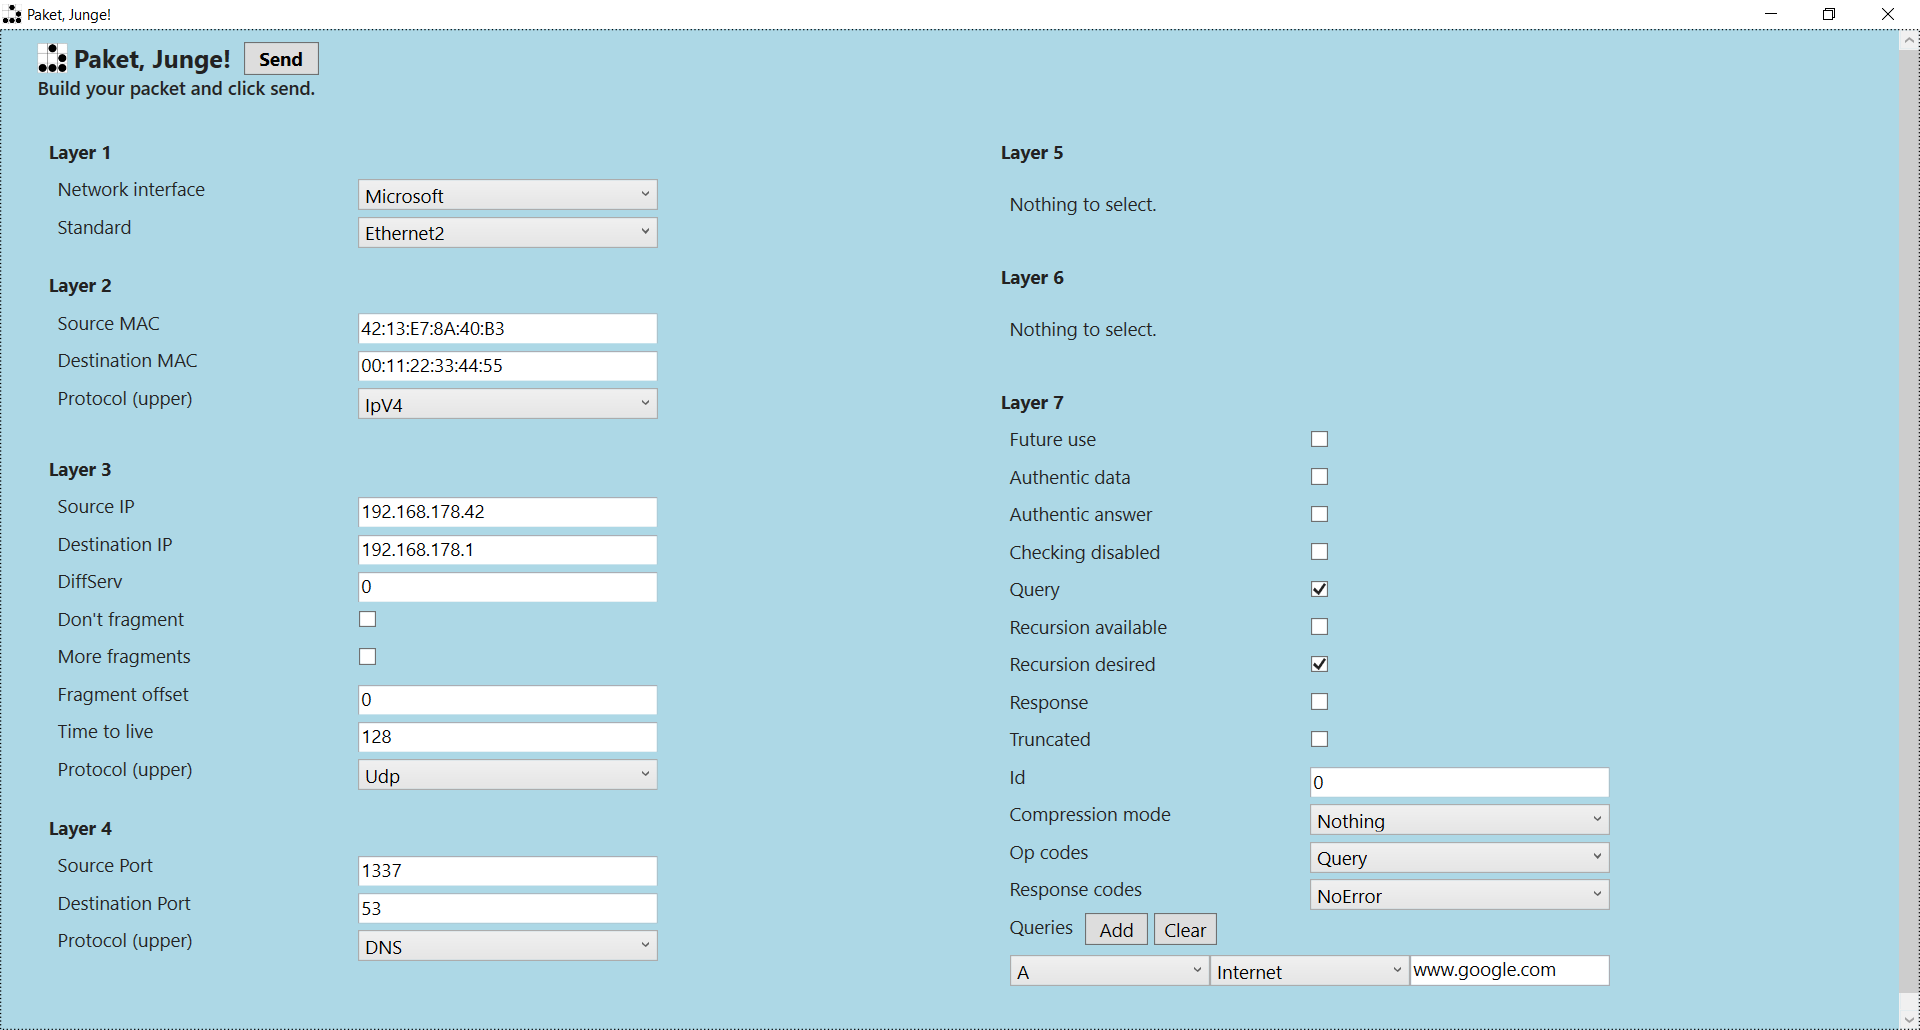 Paket, Junge!
Paket, Junge! Send
Build your packet and click send.
Layer 1
Network interface Microsoft
Standard Ethernet2
Layer 2
Source MAC 42:13:E7:8A:40:B3
Destination MAC 00:11:22:33:44:55
Protocol (upper) IpV4
Layer 3
Source IP 192.168.178.42
Destination IP 192.168.178.1
DiffServ 0
Don't fragment
More fragments
Fragment offset 0
Time to live 128
Protocol (upper) Udp
Layer 4
Source Port 1337
Destination Port 53
Protocol (upper) DNS
Layer 5
Nothing to select.
Layer 6
Nothing to select.
Layer 7
Future use
Authentic data
Authentic answer
Checking disabled
Query
Recursion available
Recursion desired
Response
Truncated
Id 0
Compression mode Nothing
Op codes Query
Response codes NoError
Queries Add Clear
A Internet www.google.com